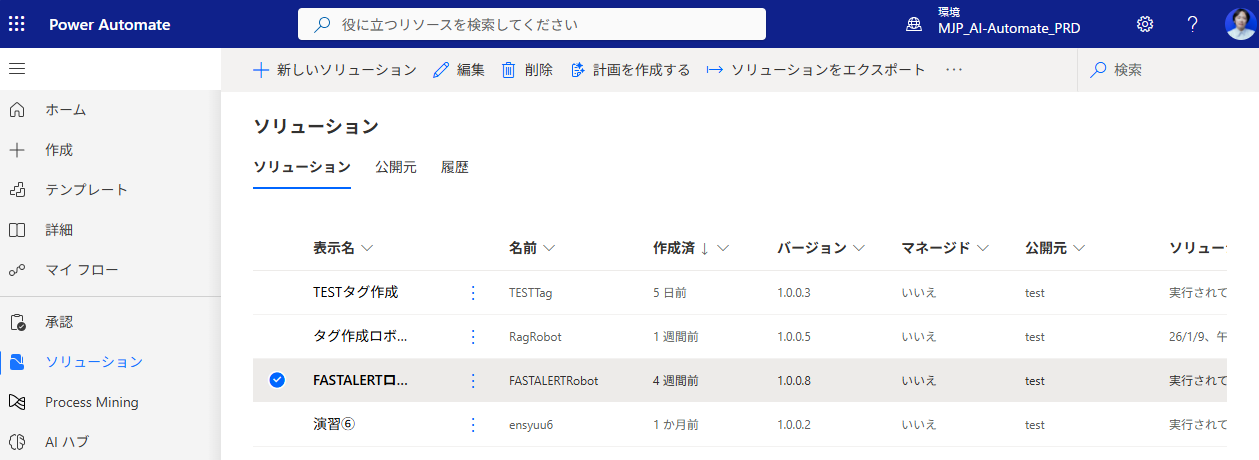 Power Automate
役に立つリソースを検索してください
環境
MJP_AI-Automate_PRD
新しいソリューション 編集 削除 計画を作成する ソリューションをエクスポート 検索
ホーム
作成
テンプレート
詳細
マイ フロー
承認
ソリューション
Process Mining
AI ハブ
ソリューション
ソリューション 公開元 履歴
表示名 名前 作成済 バージョン マネージド 公開元 ソリュー
TESTタグ作成 TESTTag 5 日前 1.0.0.3 いいえ test 実行されて
タグ作成ロボ... RagRobot 1 週間前 1.0.0.5 いいえ test 26/1/9、午
FASTALERTロ... FASTALERTRobot 4 週間前 1.0.0.8 いいえ test 実行されて
演習⑥ ensyuu6 1 か月前 1.0.0.2 いいえ test 実行されて